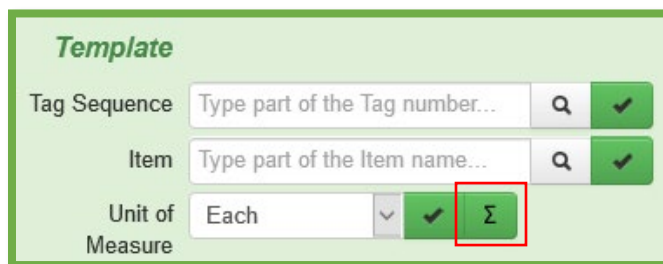 Template
Tag Sequence Type part of the Tag number...
Item Type part of the Item name...
Unit of Each Σ
Measure